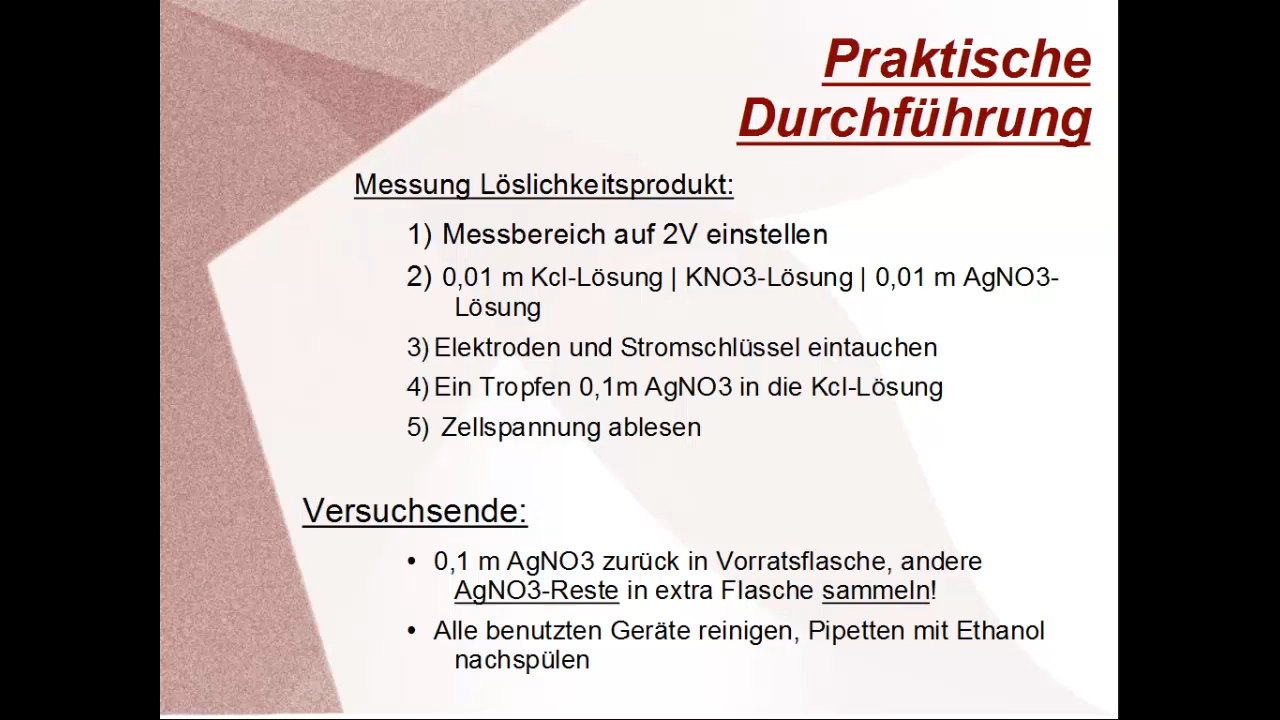 Praktische
Durchführung
Messung Löslichkeitsprodukt:
1) Messbereich auf 2V einstellen
2) 0,01 m Kcl-Lösung | KNO3-Lösung | 0,01 m AgNO3-
Lösung
3) Elektroden und Stromschlüssel eintauchen
4) Ein Tropfen 0,1m AgNO3 in die Kcl-Lösung
5) Zellspannung ablesen
Versuchsende:
• 0,1 m AgNO3 zurück in Vorratsflasche, andere
AgNO3-Reste in extra Flasche sammeln!
• Alle benutzten Geräte reinigen, Pipetten mit Ethanol
nachspülen